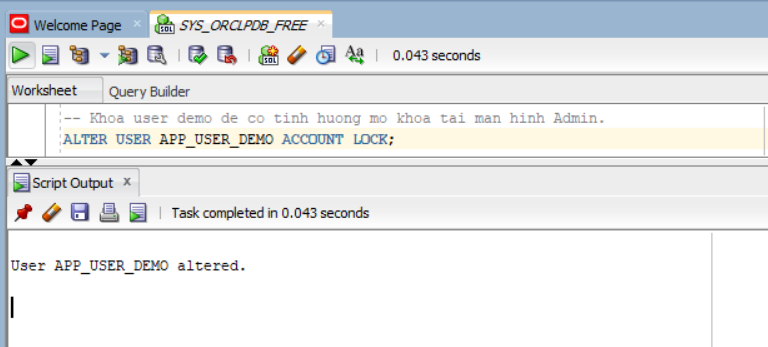 Welcome Page
SYS_ORCLPDB_FREE
0.043 seconds
Worksheet
Query Builder
-- Khoa user demo de co tinh huong mo khoa tai man hinh Admin.
ALTER USER APP_USER_DEMO ACCOUNT LOCK;
Script Output
Task completed in 0.043 seconds
User APP_USER_DEMO altered.